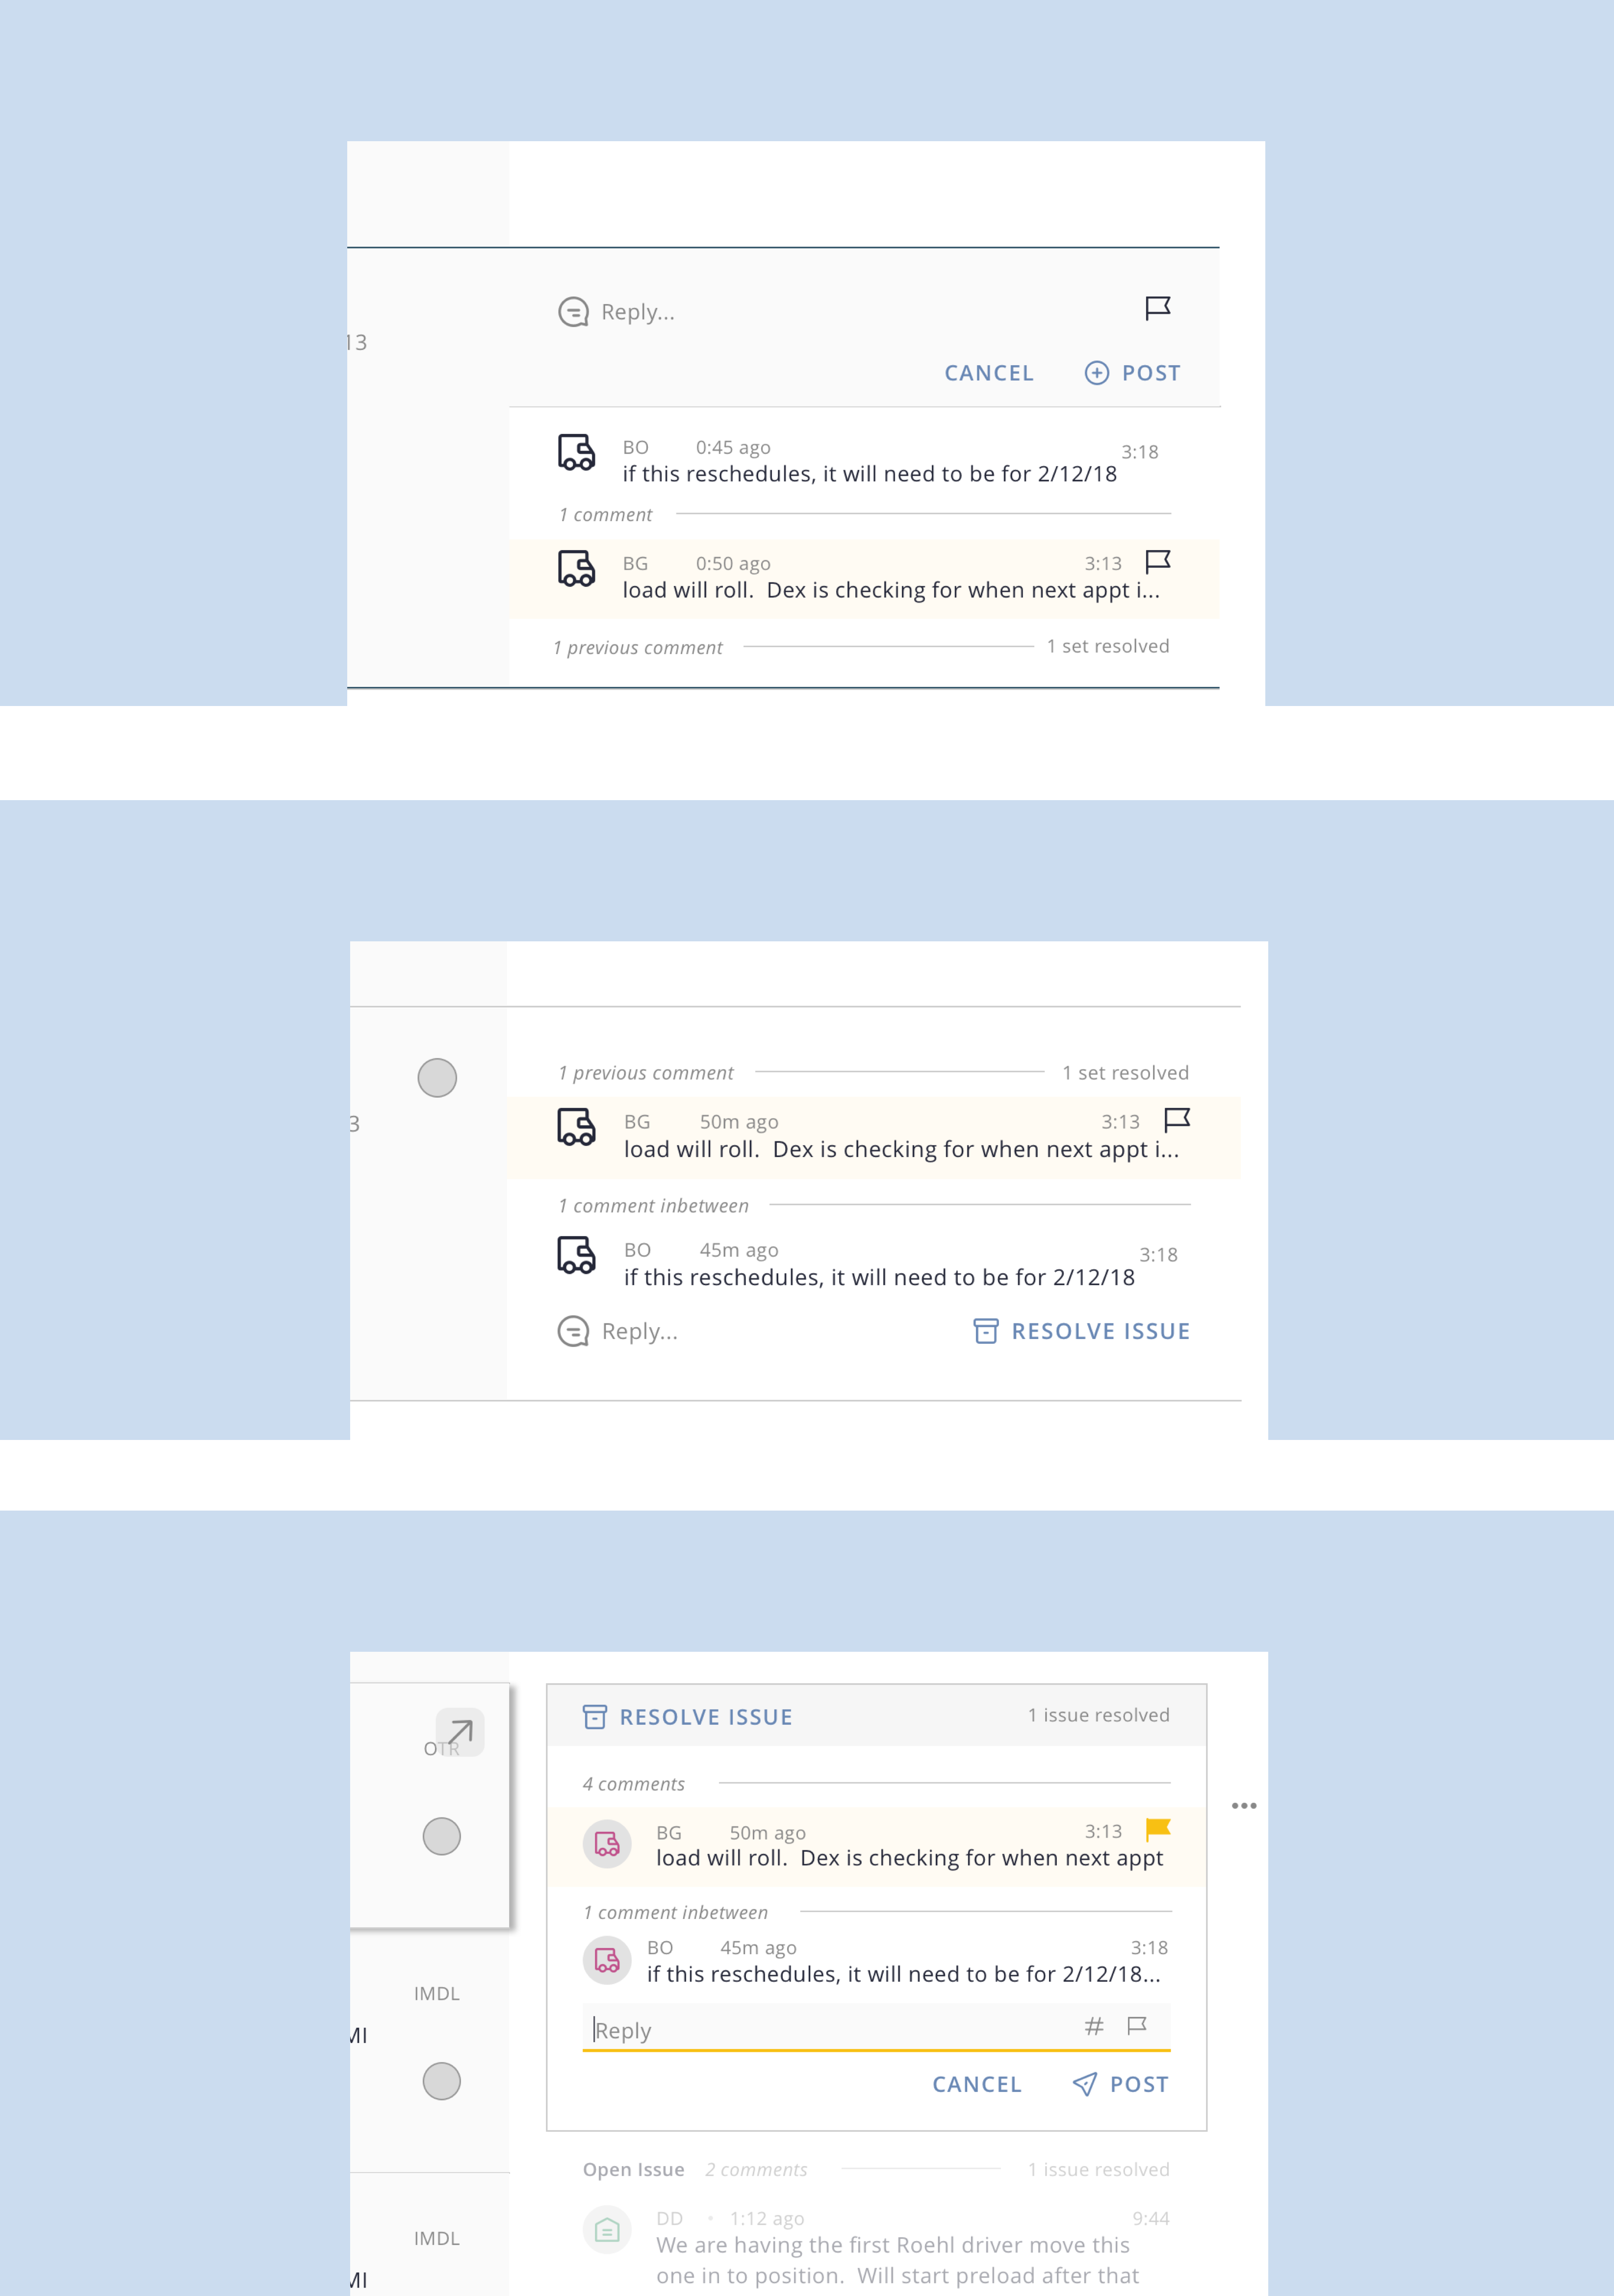 Reply...
13
CANCEL POST
BO 0:45 ago 3:18
if this reschedules, it will need to be for 2/12/18
1 comment
BG 0:50 ago 3:13
load will roll.  Dex is checking for when next appt i...
1 previous comment 1 set resolved
1 previous comment 1 set resolved
3
BG 50m ago 3:13
load will roll.  Dex is checking for when next appt i...
1 comment inbetween
BO 45m ago 3:18
if this reschedules, it will need to be for 2/12/18
Reply... RESOLVE ISSUE
RESOLVE ISSUE 1 issue resolved
OTR
4 comments
BG 50m ago 3:13
load will roll.  Dex is checking for when next appt
1 comment inbetween
BO 45m ago 3:18
if this reschedules, it will need to be for 2/12/18...
IMDL
MI
Reply #
CANCEL POST
Open Issue 2 comments 1 issue resolved
DD • 1:12 ago 9:44
We are having the first Roehl driver move this
one in to position.  Will start preload after that
IMDL
MI